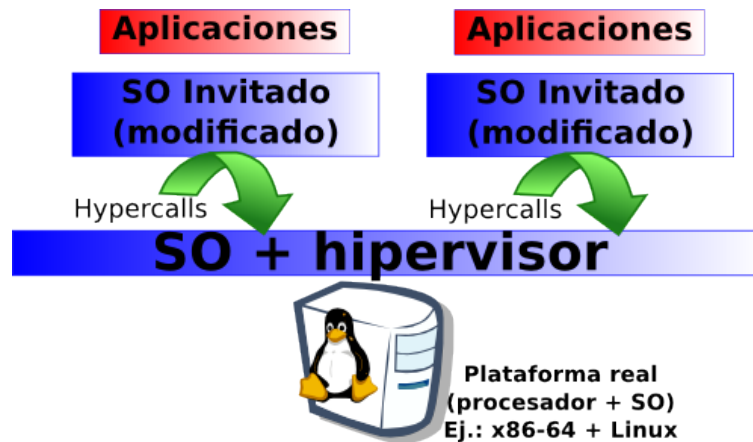 Aplicaciones
Aplicaciones
SO Invitado
(modificado)
SO Invitado
(modificado)
Hypercalls
Hypercalls
SO + hipervisor
Plataforma real
(procesador + SO)
Ej.: x86-64 + Linux